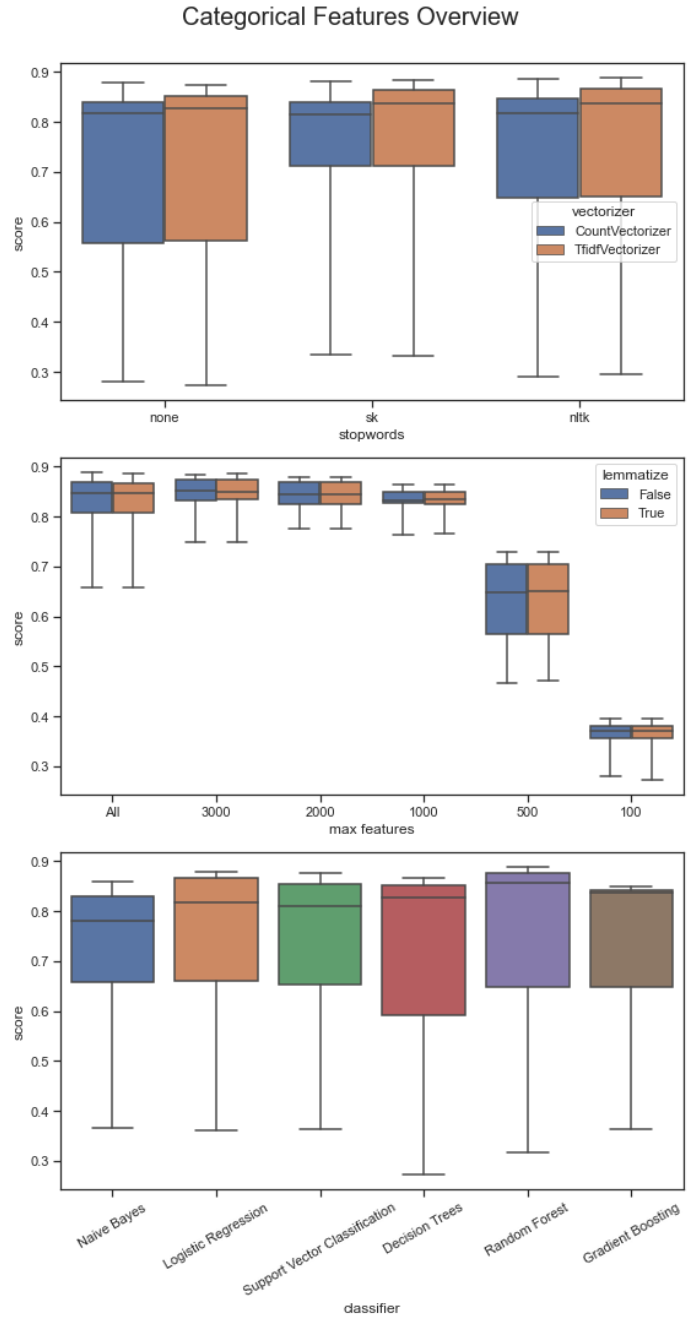 Categorical Features Overview
0.9
0.8
0.7
0.6
0.5
0.4
0.3
score
vectorizer
CountVectorizer
TfidfVectorizer
none
sk
nltk
stopwords
0.9
0.8
0.7
0.6
0.5
0.4
0.3
score
lemmatize
False
True
All
3000
2000
1000
500
100
max features
0.9
0.8
0.7
0.6
0.5
0.4
0.3
score
Naive Bayes
Logistic Regression
Support Vector Classification
Decision Trees
Random Forest
Gradient Boosting
classifier